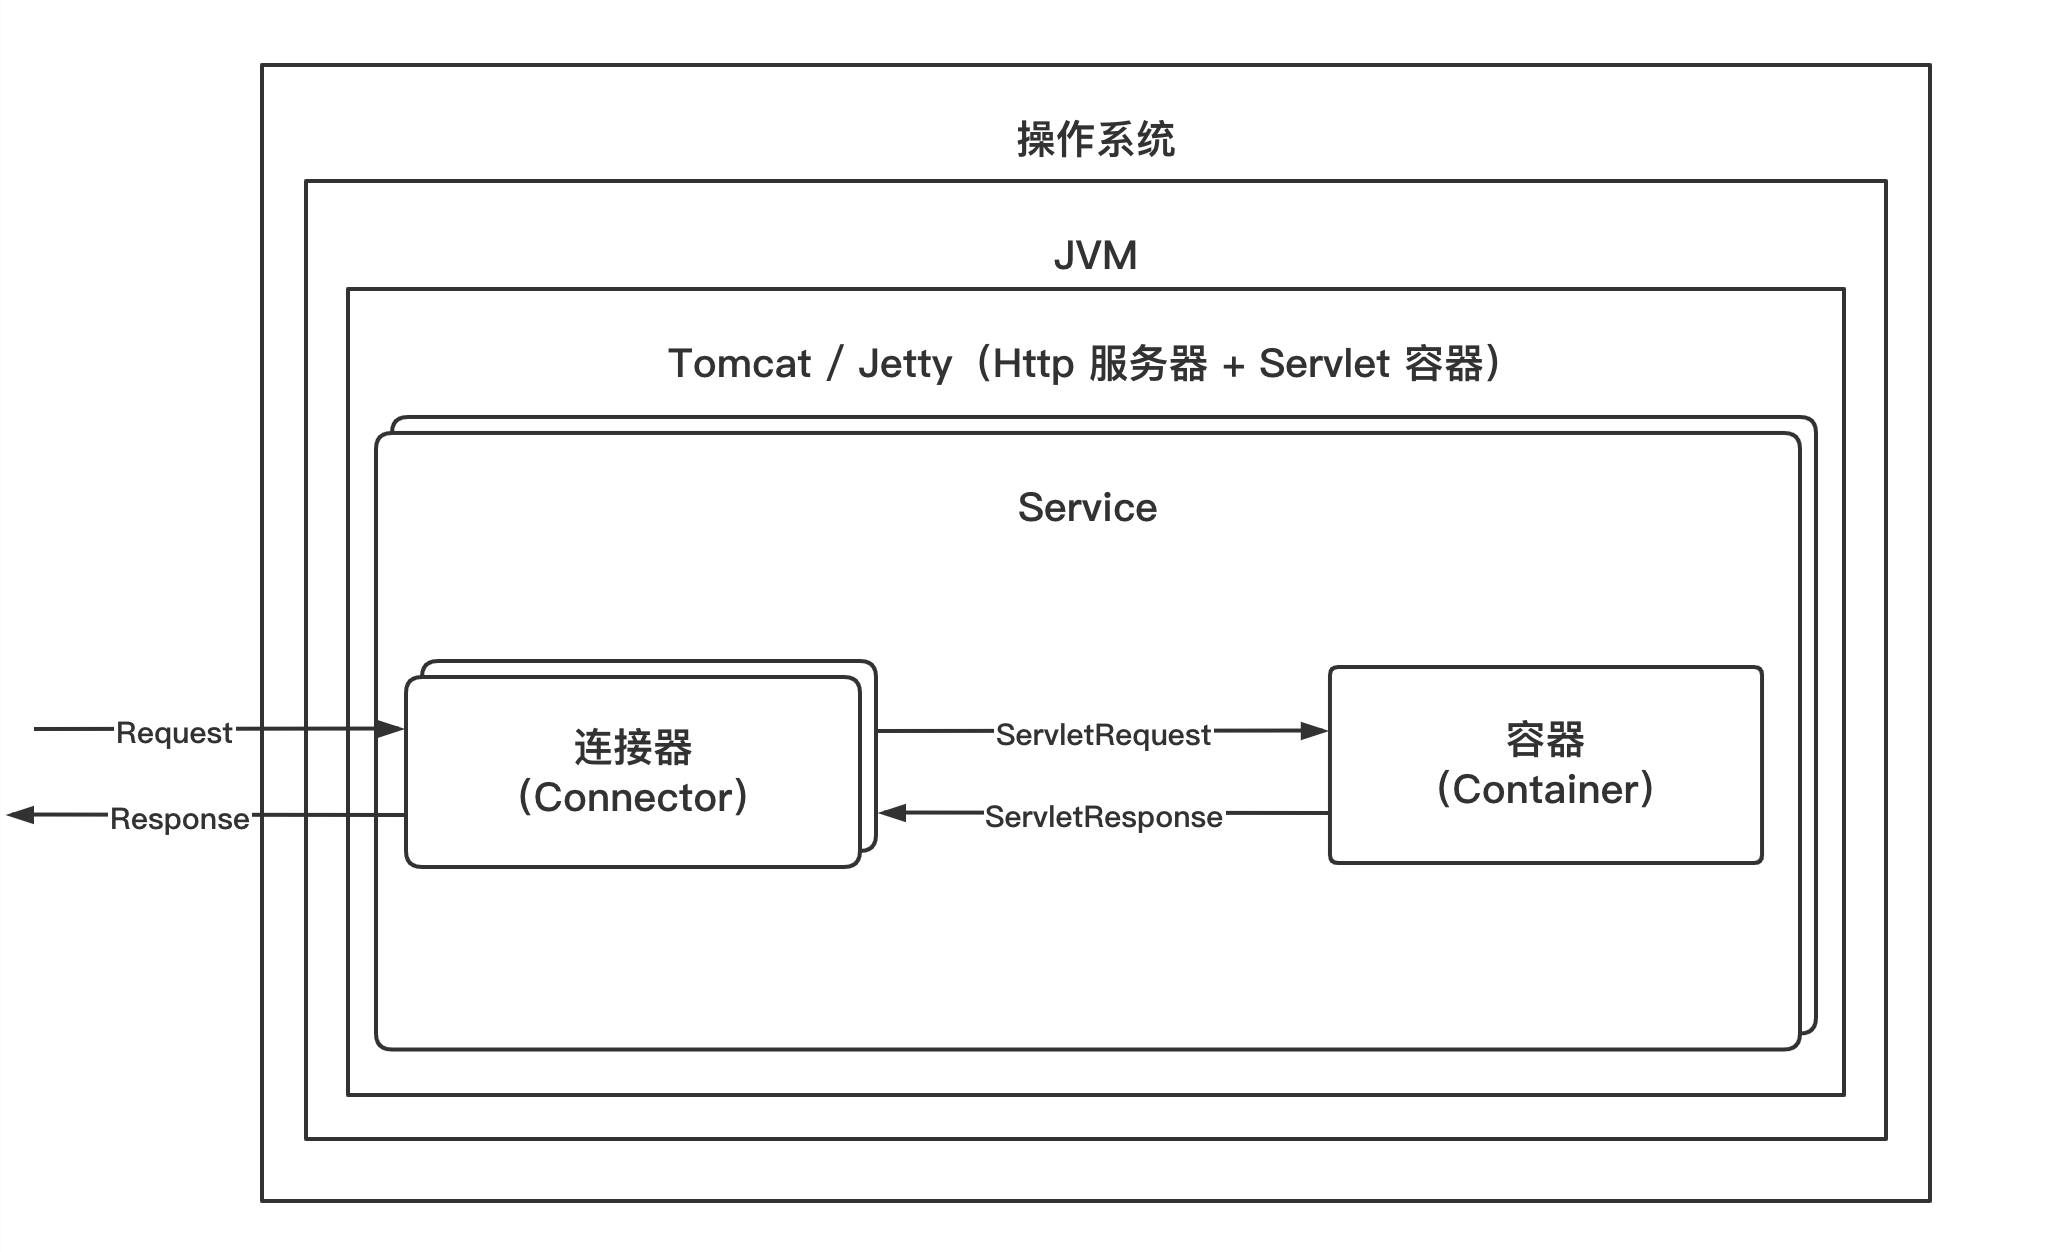 操作系统
JVM
Tomcat / Jetty（Http 服务器 + Servlet 容器）
Service
Request
Response
连接器
(Connector)
ServletRequest
ServletResponse
容器
(Container)